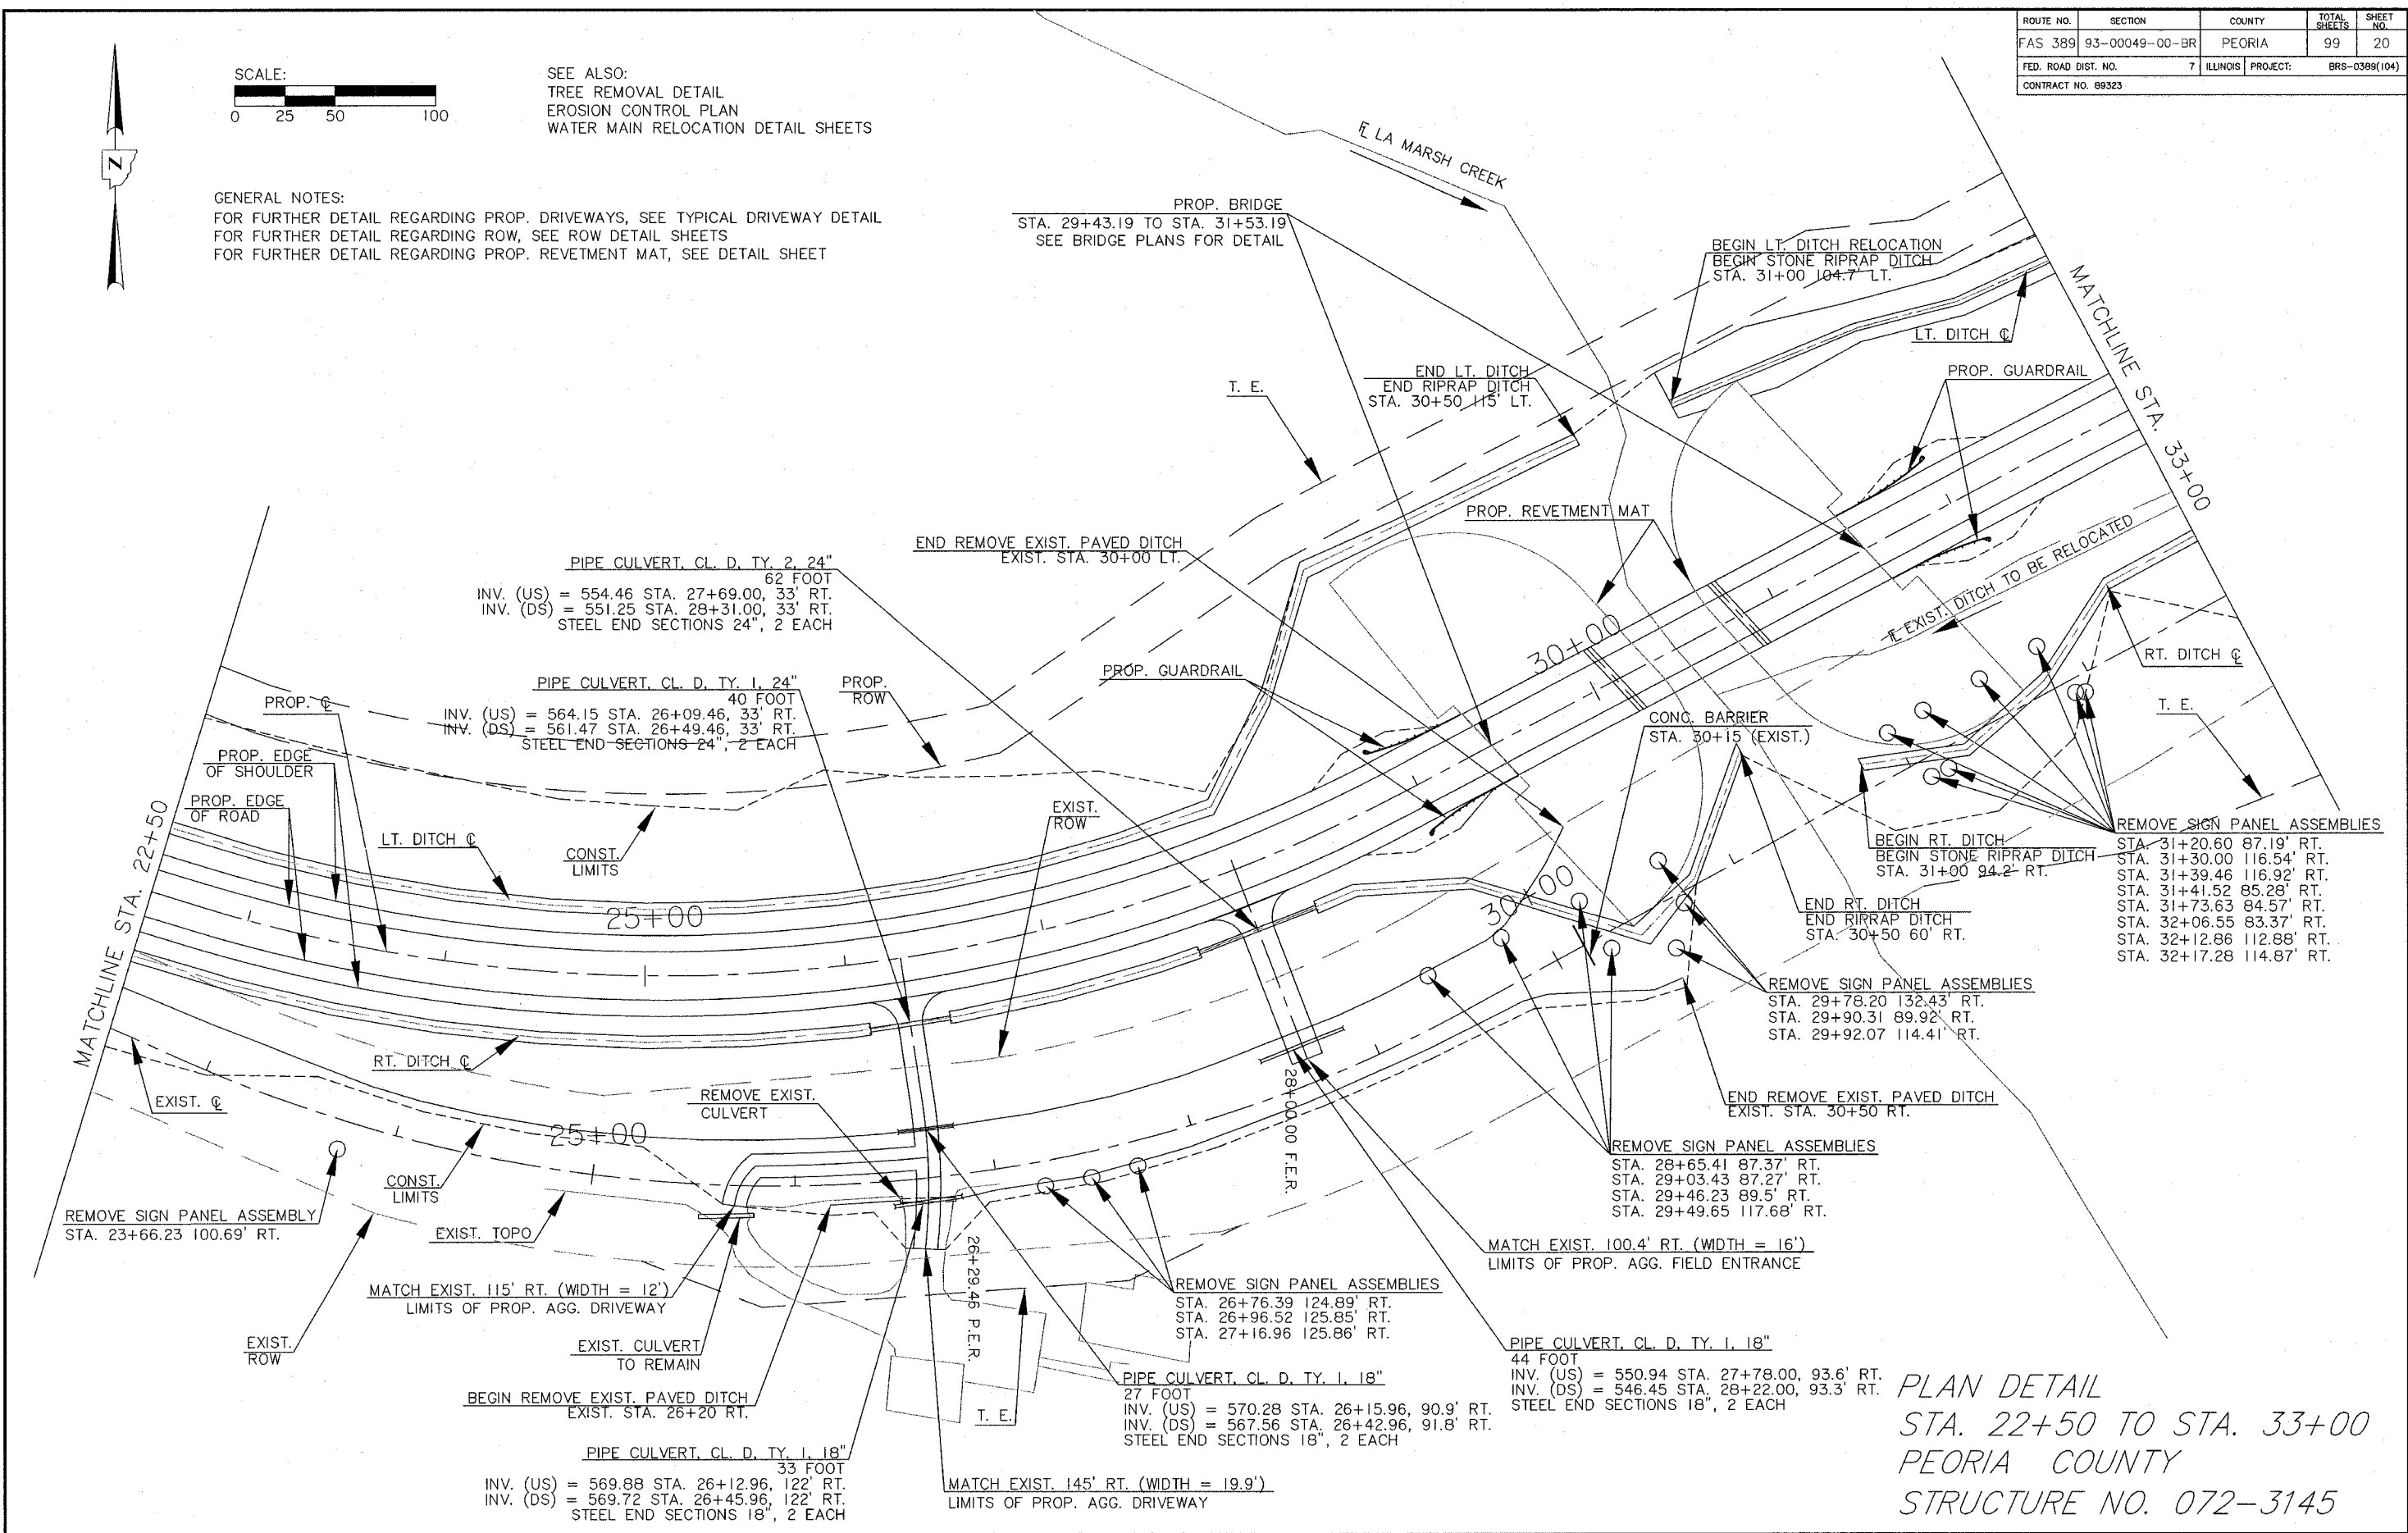 ROUTE NO. SECTION COUNTY TOTAL SHEETS SHEET NO.
FAS 389 93-00049-00-BR PEORIA 99 20
FED. ROAD DIST. NO. 7 ILLINOIS PROJECT: BRS-0389(104)
CONTRACT NO. 89323
SCALE:
0 25 50 100
SEE ALSO:
TREE REMOVAL DETAIL
EROSION CONTROL PLAN
WATER MAIN RELOCATION DETAIL SHEETS
N
GENERAL NOTES:
FOR FURTHER DETAIL REGARDING PROP. DRIVEWAYS, SEE TYPICAL DRIVEWAY DETAIL
FOR FURTHER DETAIL REGARDING ROW, SEE ROW DETAIL SHEETS
FOR FURTHER DETAIL REGARDING PROP. REVETMENT MAT, SEE DETAIL SHEET
℄ LA MARSH CREEK
PROP. BRIDGE
STA. 29+43.19 TO STA. 31+53.19
SEE BRIDGE PLANS FOR DETAIL
BEGIN LT. DITCH RELOCATION
BEGIN STONE RIPRAP DITCH
STA. 31+00 104.7' LT.
LT. DITCH ℄
MATCHLINE STA. 33+00
T. E.
END LT. DITCH
END RIPRAP DITCH
STA. 30+50 115' LT.
PROP. GUARDRAIL
PROP. REVETMENT MAT
END REMOVE EXIST. PAVED DITCH
EXIST. STA. 30+00 LT.
PIPE CULVERT, CL. D, TY. 2, 24"
62 FOOT
INV. (US) = 554.46 STA. 27+69.00, 33' RT.
INV. (DS) = 551.25 STA. 28+31.00, 33' RT.
STEEL END SECTIONS 24", 2 EACH
℄ EXIST. DITCH TO BE RELOCATED
30+00
RT. DITCH ℄
PROP. GUARDRAIL
PIPE CULVERT, CL. D, TY. 1, 24"
40 FOOT
INV. (US) = 564.15 STA. 26+09.46, 33' RT.
INV. (DS) = 561.47 STA. 26+49.46, 33' RT.
STEEL END SECTIONS 24", 2 EACH
PROP.
ROW
PROP. ℄
T. E.
CONC. BARRIER
STA. 30+15 (EXIST.)
PROP. EDGE
OF SHOULDER
PROP. EDGE
OF ROAD
EXIST.
ROW
LT. DITCH ℄
CONST.
LIMITS
MATCHLINE STA. 22+50
REMOVE SIGN PANEL ASSEMBLIES
STA. 31+20.60 87.19' RT.
STA. 31+30.00 116.54' RT.
STA. 31+39.46 116.92' RT.
STA. 31+41.52 85.28' RT.
STA. 31+73.63 84.57' RT.
STA. 32+06.55 83.37' RT.
STA. 32+12.86 112.88' RT.
STA. 32+17.28 114.87' RT.
BEGIN RT. DITCH
BEGIN STONE RIPRAP DITCH
STA. 31+00 94.2' RT.
25+00
30+00
END RT. DITCH
END RIPRAP DITCH
STA. 30+50 60' RT.
REMOVE SIGN PANEL ASSEMBLIES
STA. 29+78.20 132.43' RT.
STA. 29+90.31 89.92' RT.
STA. 29+92.07 114.41' RT.
RT. DITCH ℄
EXIST. ℄
REMOVE EXIST.
CULVERT
28+00.00 F.E.R.
END REMOVE EXIST. PAVED DITCH
EXIST. STA. 30+50 RT.
25+00
REMOVE SIGN PANEL ASSEMBLIES
STA. 28+65.41 87.37' RT.
STA. 29+03.43 87.27' RT.
STA. 29+46.23 89.5' RT.
STA. 29+49.65 117.68' RT.
CONST.
LIMITS
REMOVE SIGN PANEL ASSEMBLY
STA. 23+66.23 100.69' RT.
EXIST. TOPO
MATCH EXIST. 100.4' RT. (WIDTH = 16')
LIMITS OF PROP. AGG. FIELD ENTRANCE
26+29.46 P.E.R.
MATCH EXIST. 115' RT. (WIDTH = 12')
LIMITS OF PROP. AGG. DRIVEWAY
REMOVE SIGN PANEL ASSEMBLIES
STA. 26+76.39 124.89' RT.
STA. 26+96.52 125.85' RT.
STA. 27+16.96 125.86' RT.
EXIST.
ROW
EXIST. CULVERT
TO REMAIN
PIPE CULVERT, CL. D, TY. 1, 18"
44 FOOT
INV. (US) = 550.94 STA. 27+78.00, 93.6' RT.
INV. (DS) = 546.45 STA. 28+22.00, 93.3' RT.
STEEL END SECTIONS 18", 2 EACH
BEGIN REMOVE EXIST. PAVED DITCH
EXIST. STA. 26+20 RT.
T. E.
PIPE CULVERT, CL. D, TY. 1, 18"
27 FOOT
INV. (US) = 570.28 STA. 26+15.96, 90.9' RT.
INV. (DS) = 567.56 STA. 26+42.96, 91.8' RT.
STEEL END SECTIONS 18", 2 EACH
PIPE CULVERT, CL. D, TY. 1, 18"
33 FOOT
INV. (US) = 569.88 STA. 26+12.96, 122' RT.
INV. (DS) = 569.72 STA. 26+45.96, 122' RT.
STEEL END SECTIONS 18", 2 EACH
MATCH EXIST. 145' RT. (WIDTH = 19.9')
LIMITS OF PROP. AGG. DRIVEWAY
PLAN DETAIL
STA. 22+50 TO STA. 33+00
PEORIA COUNTY
STRUCTURE NO. 072-3145